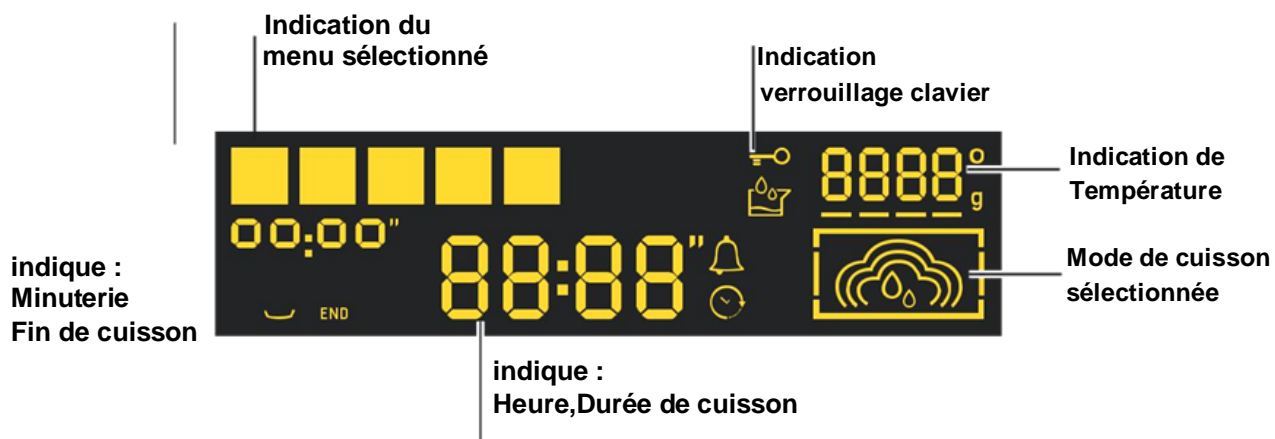 Indication du
menu sélectionné
Indication
verrouillage clavier
8888°
g
Indication de
Température
00:00"
88:88"
END
indique :
Minuterie
Fin de cuisson
Mode de cuisson
sélectionnée
indique :
Heure,Durée de cuisson